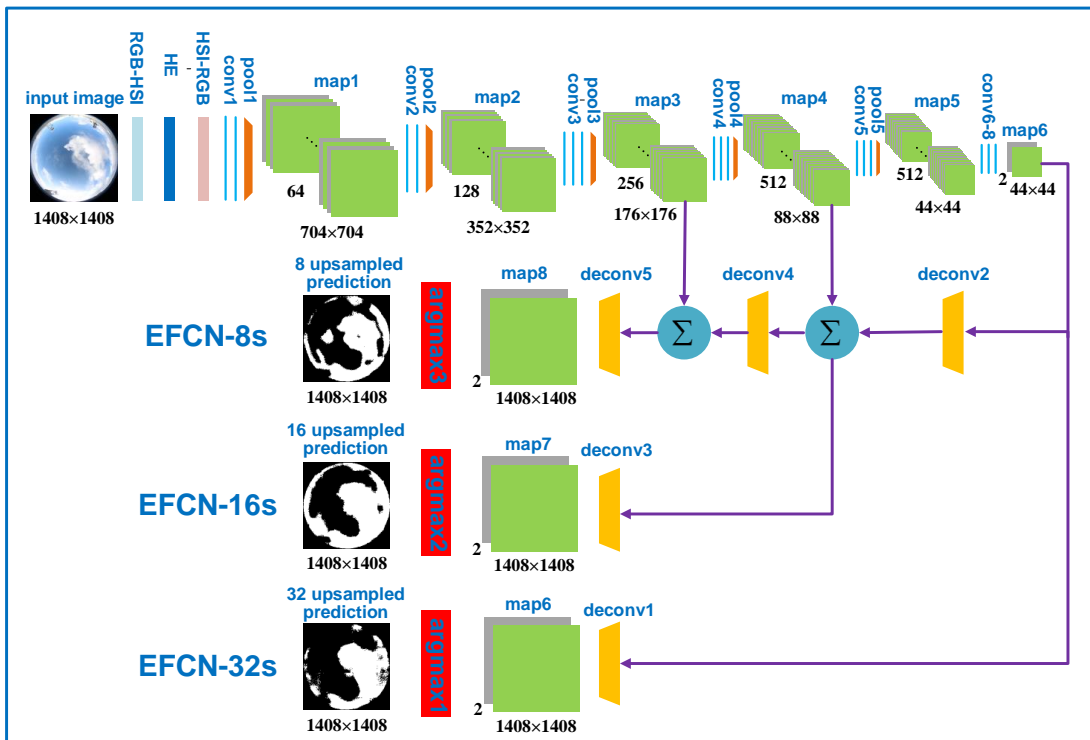 input image
1408×1408
RGB-HSI
HE
-
HSI-RGB
conv1
pool1
map1
64
704×704
conv2
pool2
map2
128
352×352
conv3
-
pool3
map3
256
176×176
conv4
pool4
map4
512
88×88
conv5
pool5
map5
512
44×44
conv6-8
map6
2
44×44
EFCN-8s
8 upsampled
prediction
1408×1408
argmax3
map8
2
1408×1408
deconv5
Σ
deconv4
Σ
deconv2
EFCN-16s
16 upsampled
prediction
1408×1408
argmax2
map7
2
1408×1408
deconv3
EFCN-32s
32 upsampled
prediction
1408×1408
argmax1
map6
2
1408×1408
deconv1